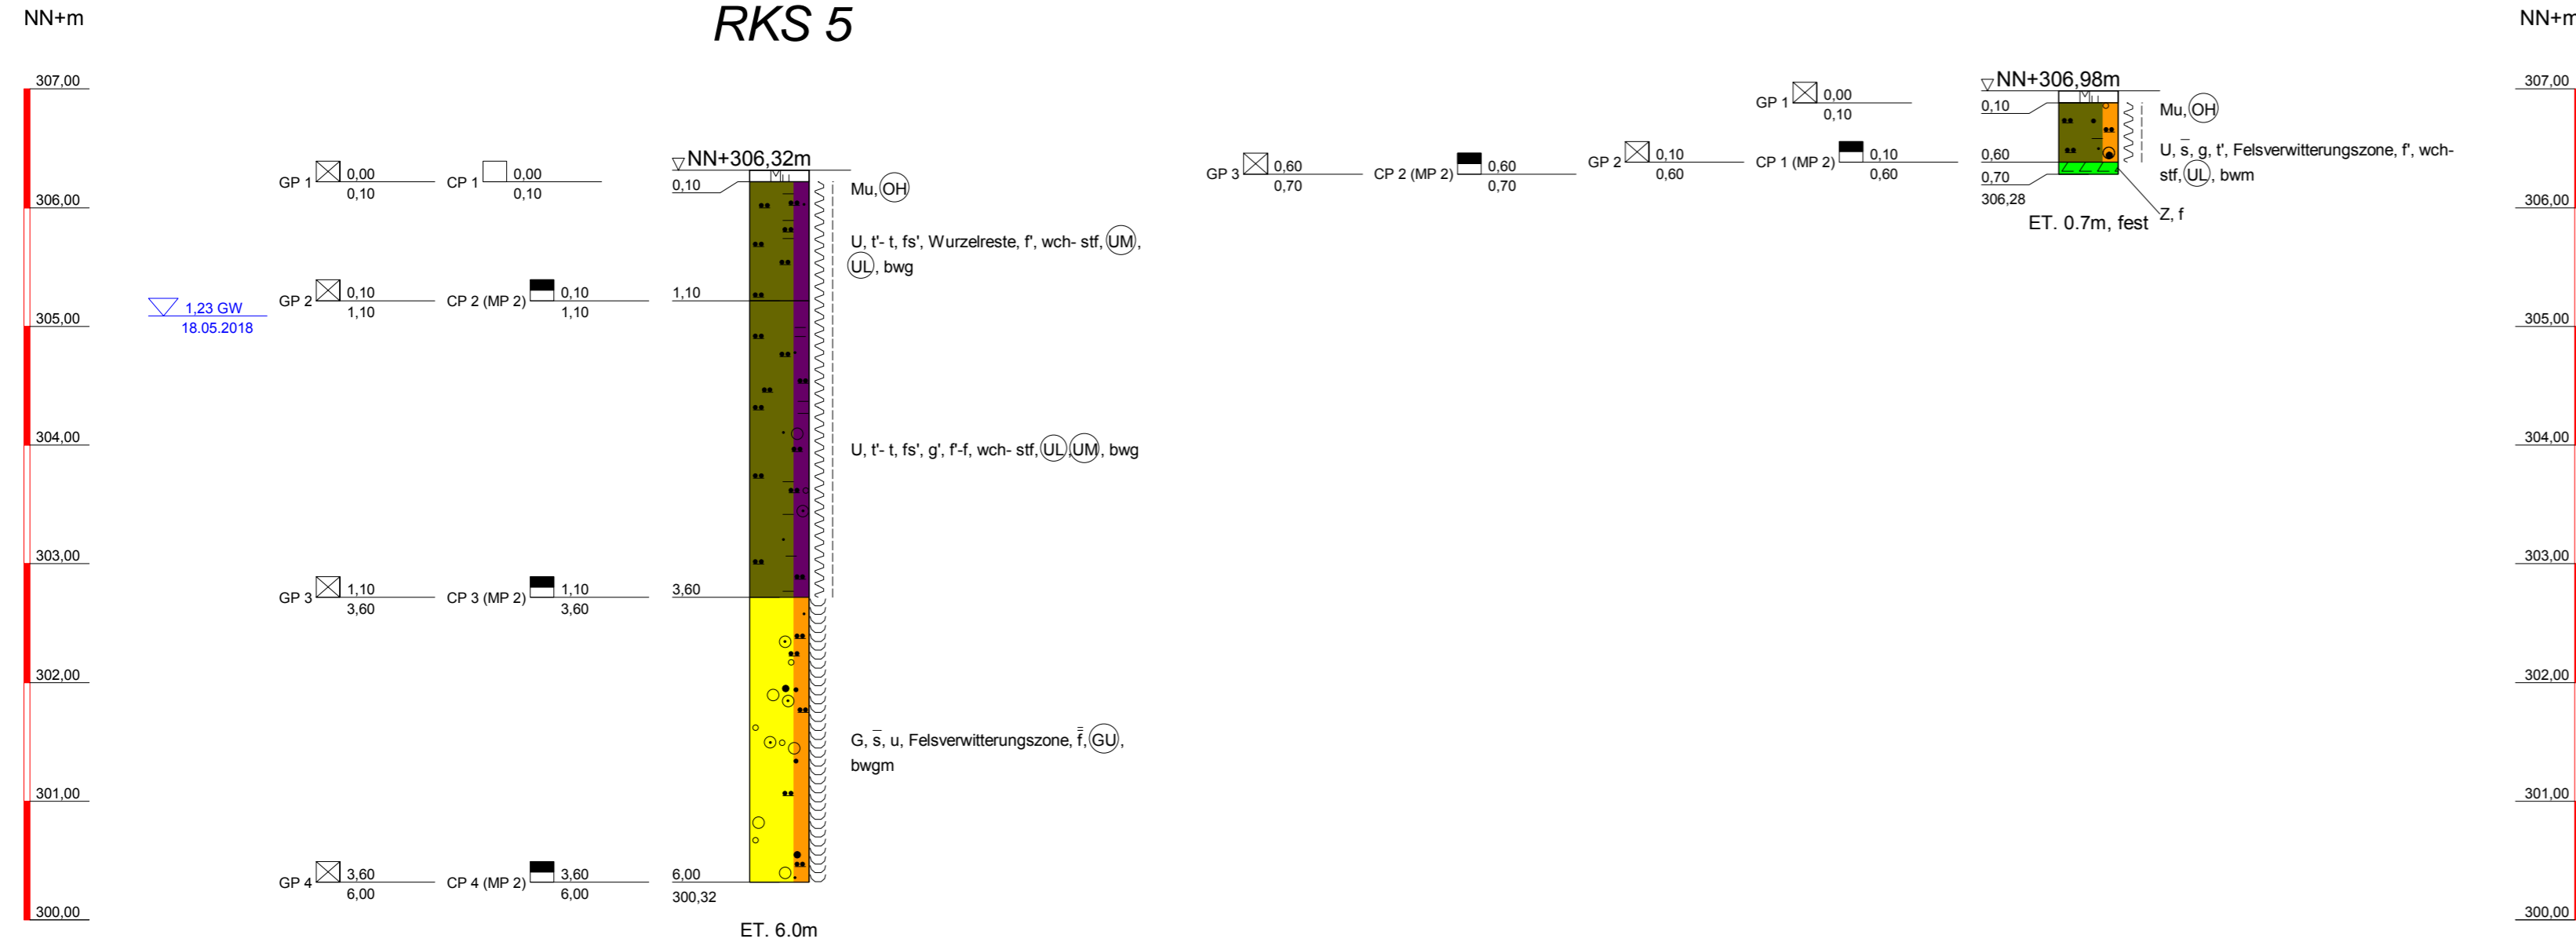 NN+m
RKS 5
NN+m
307,00
306,00
305,00
304,00
303,00
302,00
301,00
300,00
1,23 GW
18.05.2018
GP 1 0,00
0,10
CP 1 0,00
0,10
GP 2 0,10
1,10
CP 2 (MP 2) 0,10
1,10
GP 3 1,10
3,60
CP 3 (MP 2) 1,10
3,60
GP 4 3,60
6,00
CP 4 (MP 2) 3,60
6,00
NN+306,32m
0,10
1,10
3,60
6,00
300,32
ET. 6.0m
Mu, OH
U, t'- t, fs', Wurzelreste, f', wch- stf, UM,
UL, bwg
U, t'- t, fs', g', f'-f, wch- stf, UL, UM, bwg
G, s̄, u, Felsverwitterungszone, f̿, GU,
bwgm
GP 3 0,60
0,70
CP 2 (MP 2) 0,60
0,70
GP 2 0,10
0,60
GP 1 0,00
0,10
CP 1 (MP 2) 0,10
0,60
NN+306,98m
0,10
0,60
0,70
306,28
ET. 0.7m, fest
Mu, OH
U, s̄, g, t', Felsverwitterungszone, f', wch-
stf, UL, bwm
Z, f
307,00
306,00
305,00
304,00
303,00
302,00
301,00
300,00